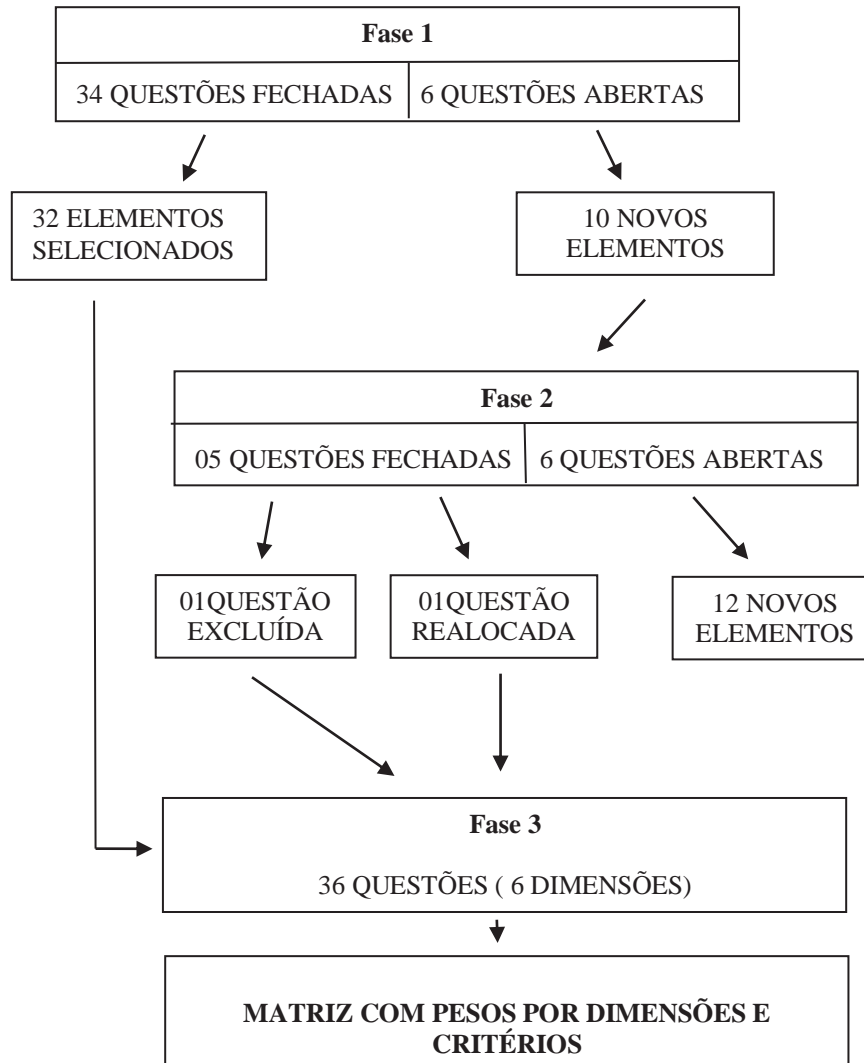 Fase 1
34 QUESTÕES FECHADAS
6 QUESTÕES ABERTAS
32 ELEMENTOS
SELECIONADOS
10 NOVOS
ELEMENTOS
Fase 2
05 QUESTÕES FECHADAS
6 QUESTÕES ABERTAS
01QUESTÃO
EXCLUÍDA
01QUESTÃO
REALOCADA
12 NOVOS
ELEMENTOS
Fase 3
36 QUESTÕES ( 6 DIMENSÕES)
MATRIZ COM PESOS POR DIMENSÕES E
CRITÉRIOS